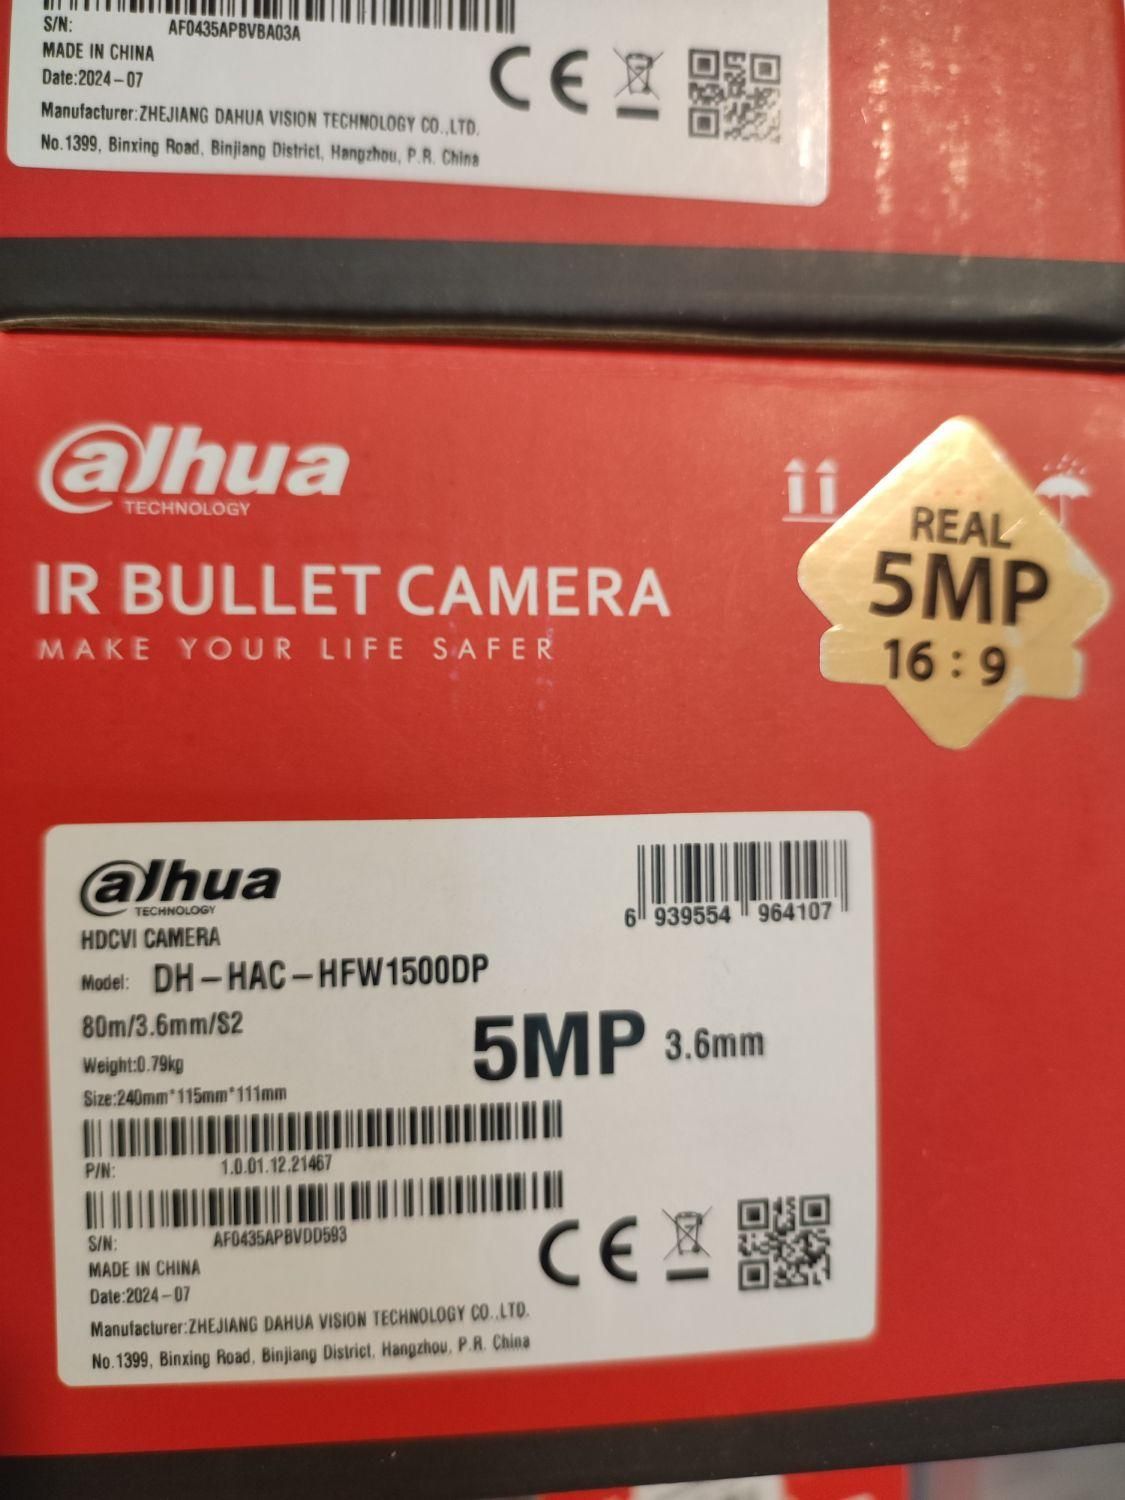 S/N: AF0435APBVBA03A
MADE IN CHINA
Date:2024-07
Manufacturer:ZHEJIANG DAHUA VISION TECHNOLOGY CO.,LTD.
No.1399, Binxing Road, Binjiang District, Hangzhou, P.R. China
CE
alhua
TECHNOLOGY
IR BULLET CAMERA
MAKE YOUR LIFE SAFER
REAL
5MP
16:9
alhua
TECHNOLOGY
6 939554 964107
HDCVI CAMERA
Model: DH-HAC-HFW1500DP
80m/3.6mm/S2
5MP 3.6mm
Weight:0.79kg
Size:240mm*115mm*111mm
P/N: 1.0.01.12.21467
S/N: AF0435APBVDD593
MADE IN CHINA
Date:2024-07
CE
Manufacturer:ZHEJIANG DAHUA VISION TECHNOLOGY CO.,LTD.
No.1399, Binxing Road, Binjiang District, Hangzhou, P.R. China